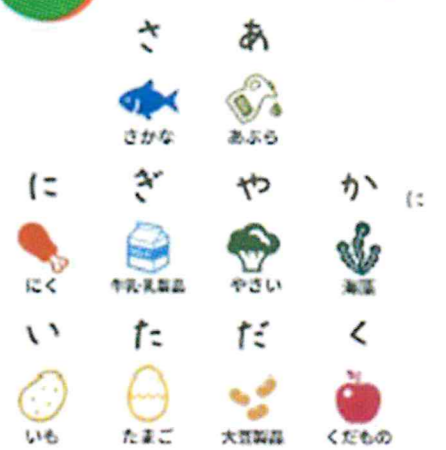 さ あ
さかな あぶら
に ぎ や か に
にく 牛乳・乳製品 やさい 海藻
い た だ く
いも たまご 大豆製品 くだもの